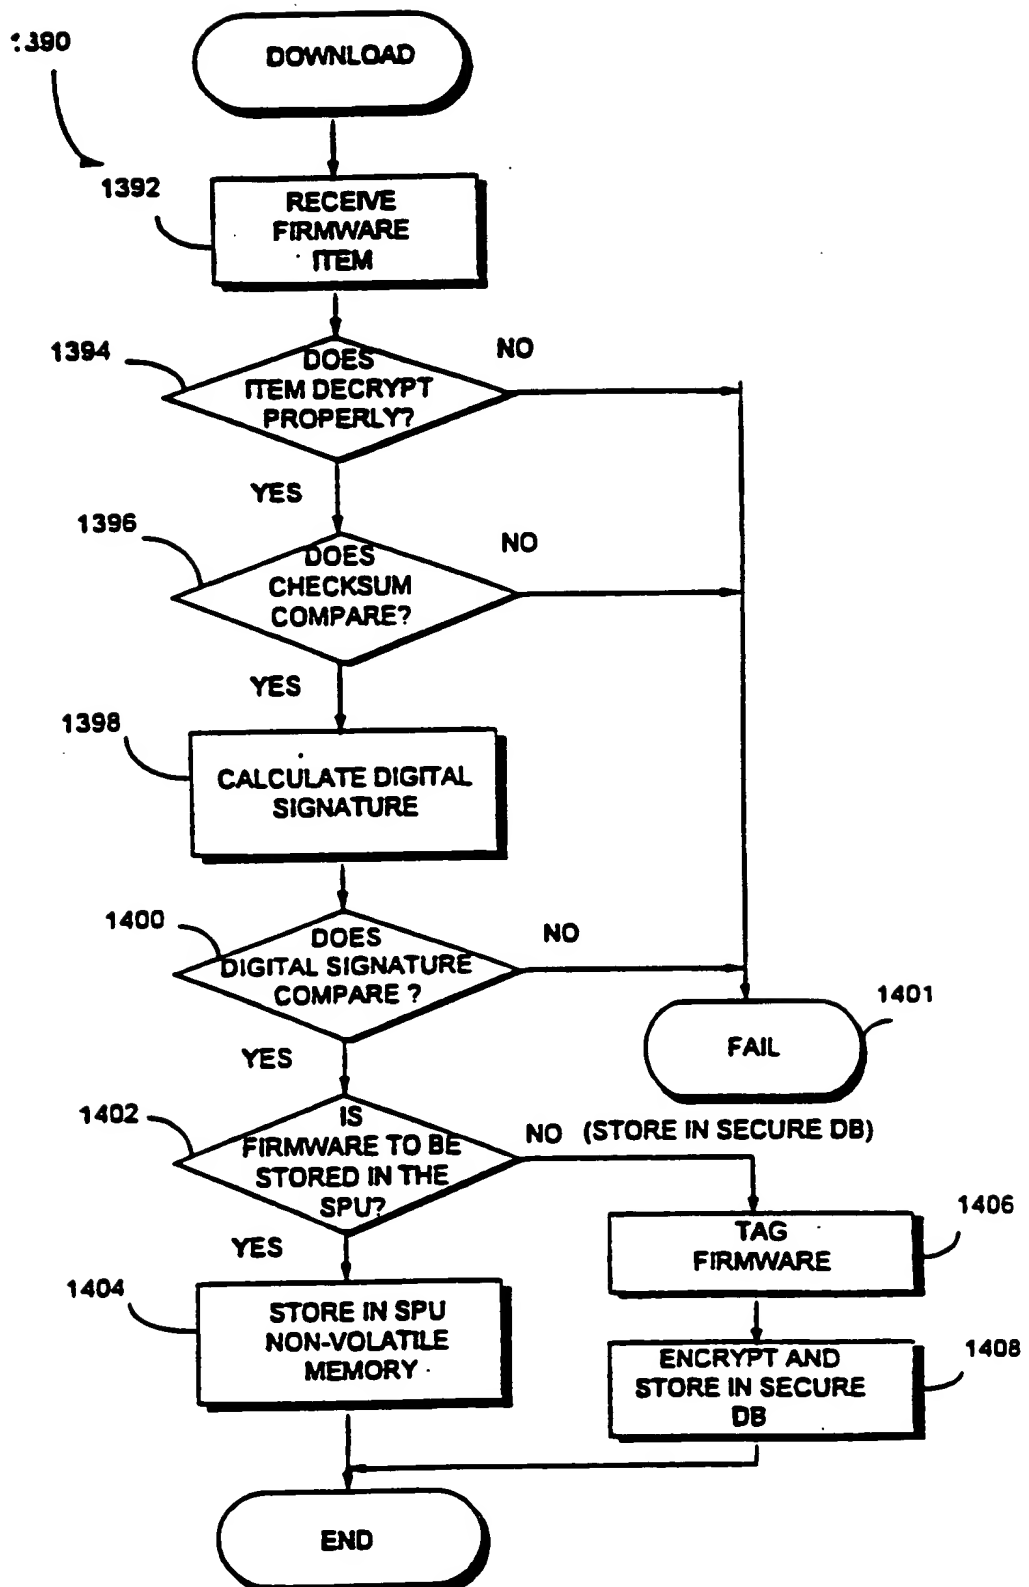 1390
DOWNLOAD
1392
RECEIVE
FIRMWARE
ITEM
1394
DOES
ITEM DECRYPT
PROPERLY?
NO
YES
1396
DOES
CHECKSUM
COMPARE?
NO
YES
1398
CALCULATE DIGITAL
SIGNATURE
1400
DOES
DIGITAL SIGNATURE
COMPARE ?
NO
1401
FAIL
YES
1402
IS
FIRMWARE TO BE
STORED IN THE
SPU?
NO (STORE IN SECURE DB)
YES
1406
TAG
FIRMWARE
1404
STORE IN SPU
NON-VOLATILE
MEMORY
1408
ENCRYPT AND
STORE IN SECURE
DB
END